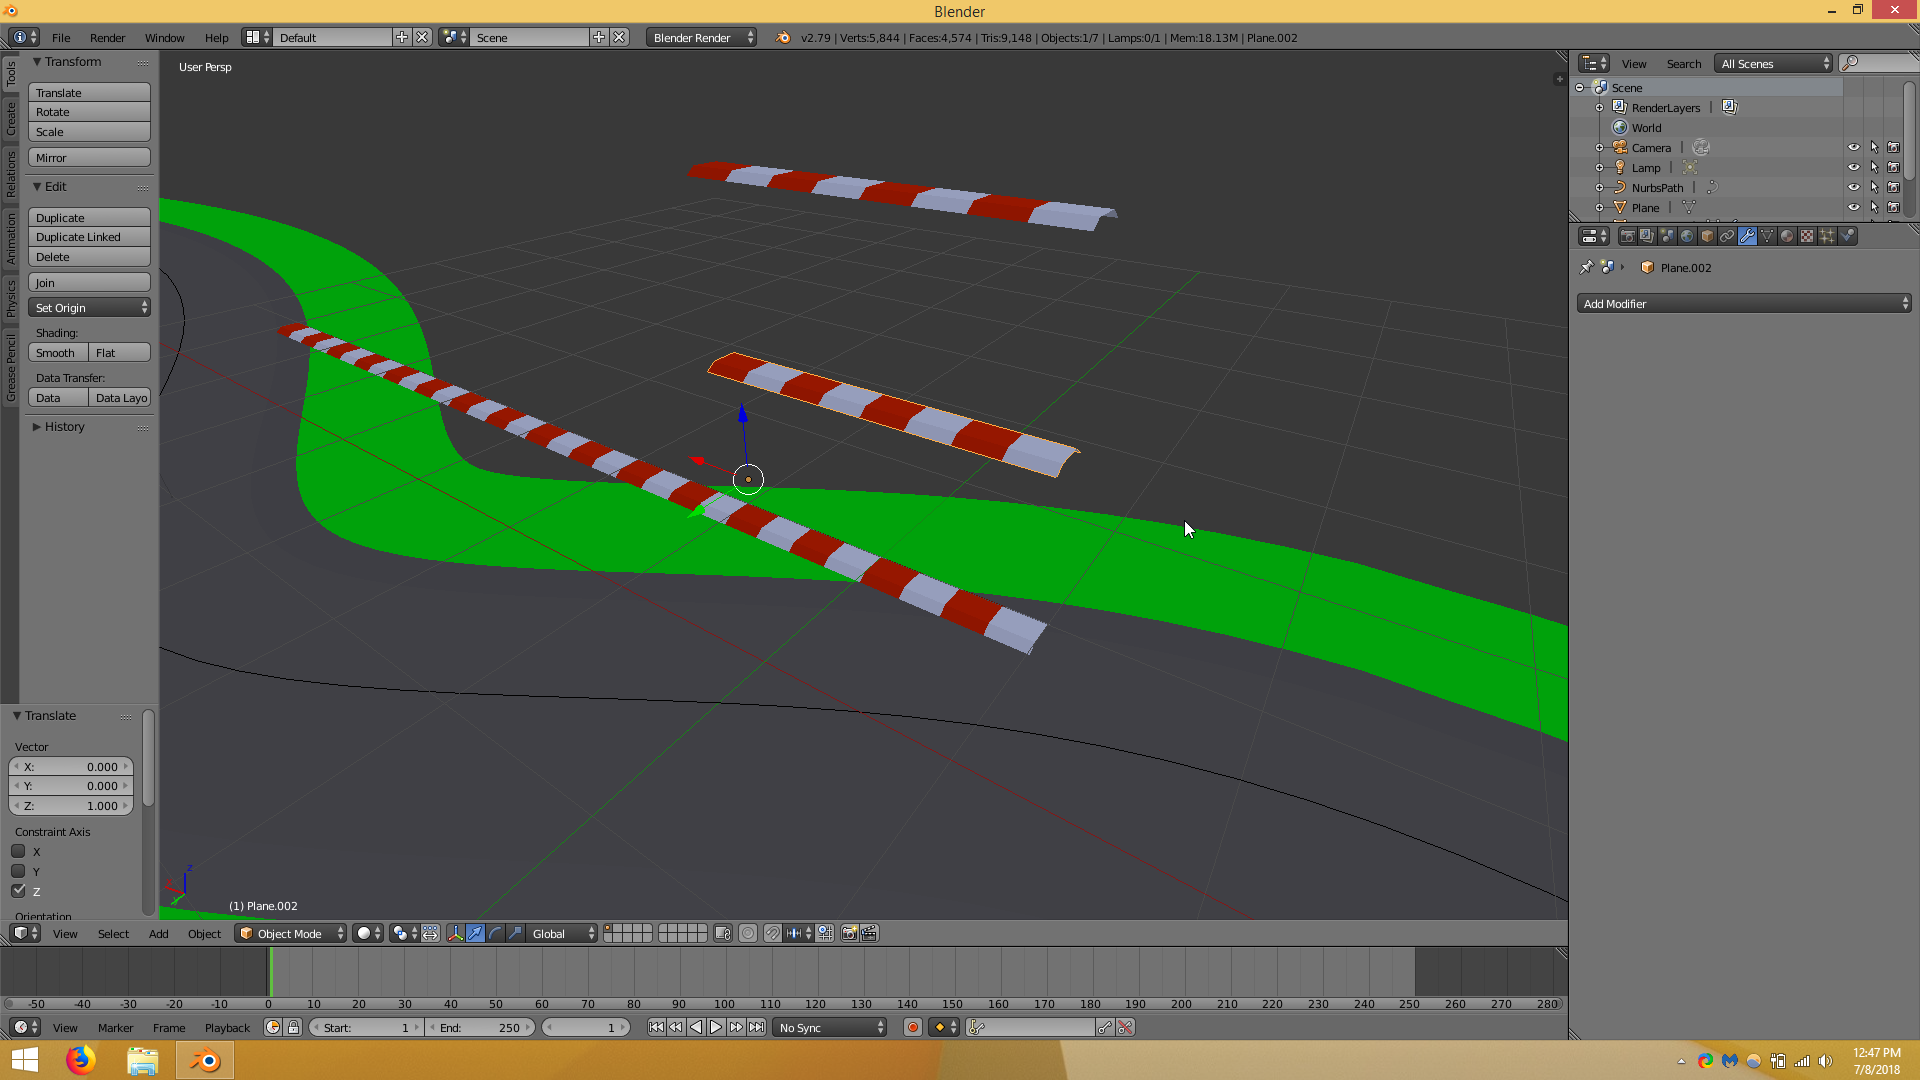 Blender
File Render Window Help Default Scene Blender Render v2.79 | Verts:5,844 | Faces:4,574 | Tris:9,148 | Objects:1/7 | Lamps:0/1 | Mem:18.13M | Plane.002
Tools
Create
Relations
Animation
Physics
Grease Pencil
Transform
Translate
Rotate
Scale
Mirror
Edit
Duplicate
Duplicate Linked
Delete
Join
Set Origin
Shading:
Smooth Flat
Data Transfer:
Data Data Layo
History
Translate
Vector
X: 0.000
Y: 0.000
Z: 1.000
Constraint Axis
X
Y
Z
Orientation
User Persp
(1) Plane.002
View Search All Scenes
Scene
RenderLayers |
World
Camera |
Lamp |
NurbsPath |
Plane |
Plane.002
Add Modifier
View Select Add Object Object Mode Global
-50 -40 -30 -20 -10 0 10 20 30 40 50 60 70 80 90 100 110 120 130 140 150 160 170 180 190 200 210 220 230 240 250 260 270 280
View Marker Frame Playback Start: 1 End: 250 1 No Sync
12:47 PM
7/8/2018